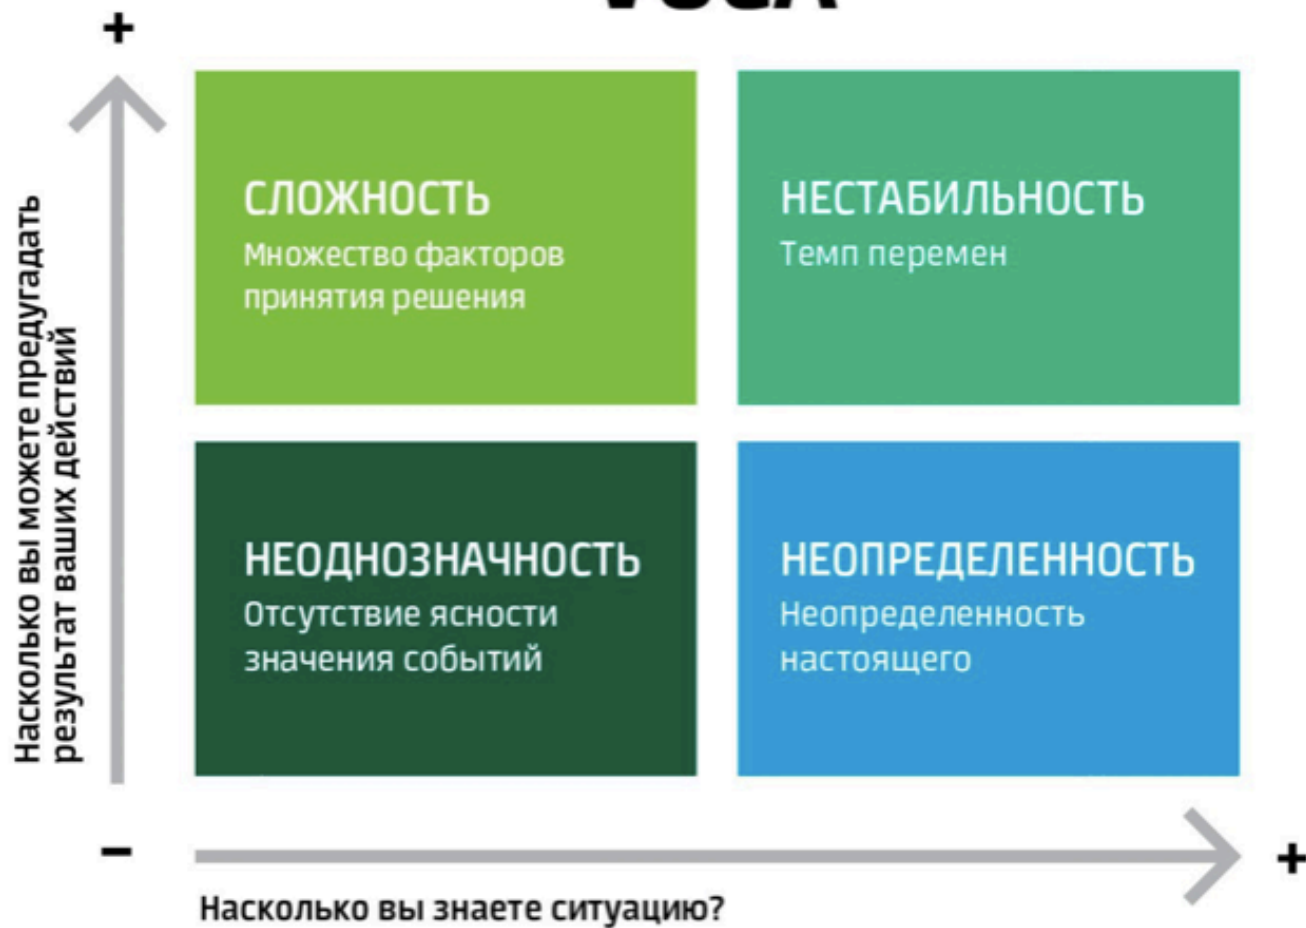 VUCA
+
СЛОЖНОСТЬ
Множество факторов
принятия решения
НЕСТАБИЛЬНОСТЬ
Темп перемен
НЕОДНОЗНАЧНОСТЬ
Отсутствие ясности
значения событий
НЕОПРЕДЕЛЕННОСТЬ
Неопределенность
настоящего
Насколько вы можете предугадать
результат ваших действий
–
+
Насколько вы знаете ситуацию?